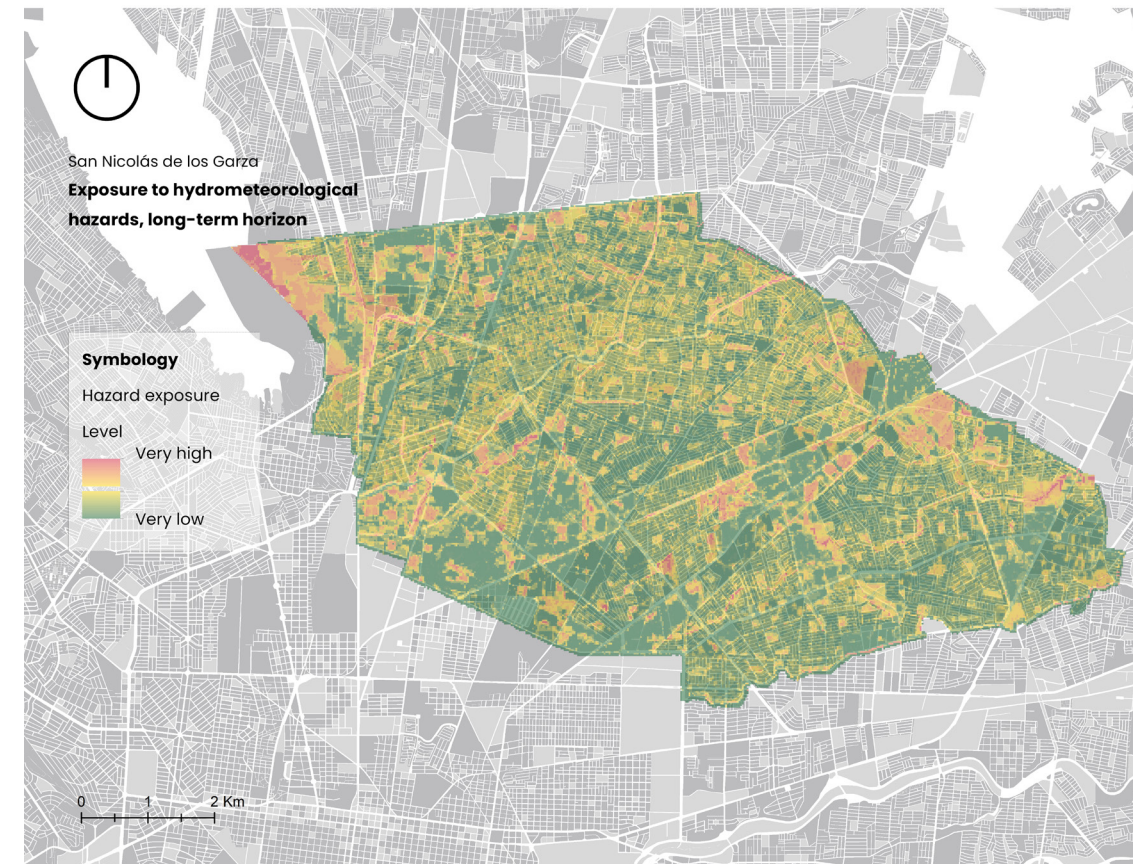 San Nicolás de los Garza
Exposure to hydrometeorological
hazards, long-term horizon
Symbology
Hazard exposure
Level
Very high
Very low
0 1 2 Km